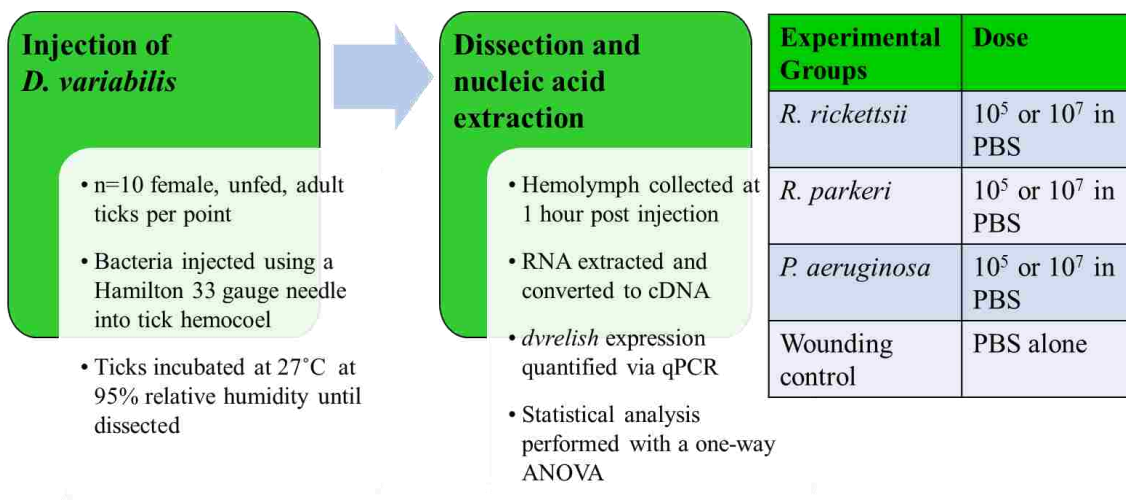 Injection of
D. variabilis
• n=10 female, unfed, adult
ticks per point
• Bacteria injected using a
Hamilton 33 gauge needle
into tick hemocoel
• Ticks incubated at 27˚C at
95% relative humidity until
dissected
Dissection and
nucleic acid
extraction
• Hemolymph collected at
1 hour post injection
• RNA extracted and
converted to cDNA
• dvrelish expression
quantified via qPCR
• Statistical analysis
performed with a one-way
ANOVA
Experimental
Groups
Dose
R. rickettsii
10⁵ or 10⁷ in
PBS
R. parkeri
10⁵ or 10⁷ in
PBS
P. aeruginosa
10⁵ or 10⁷ in
PBS
Wounding
control
PBS alone